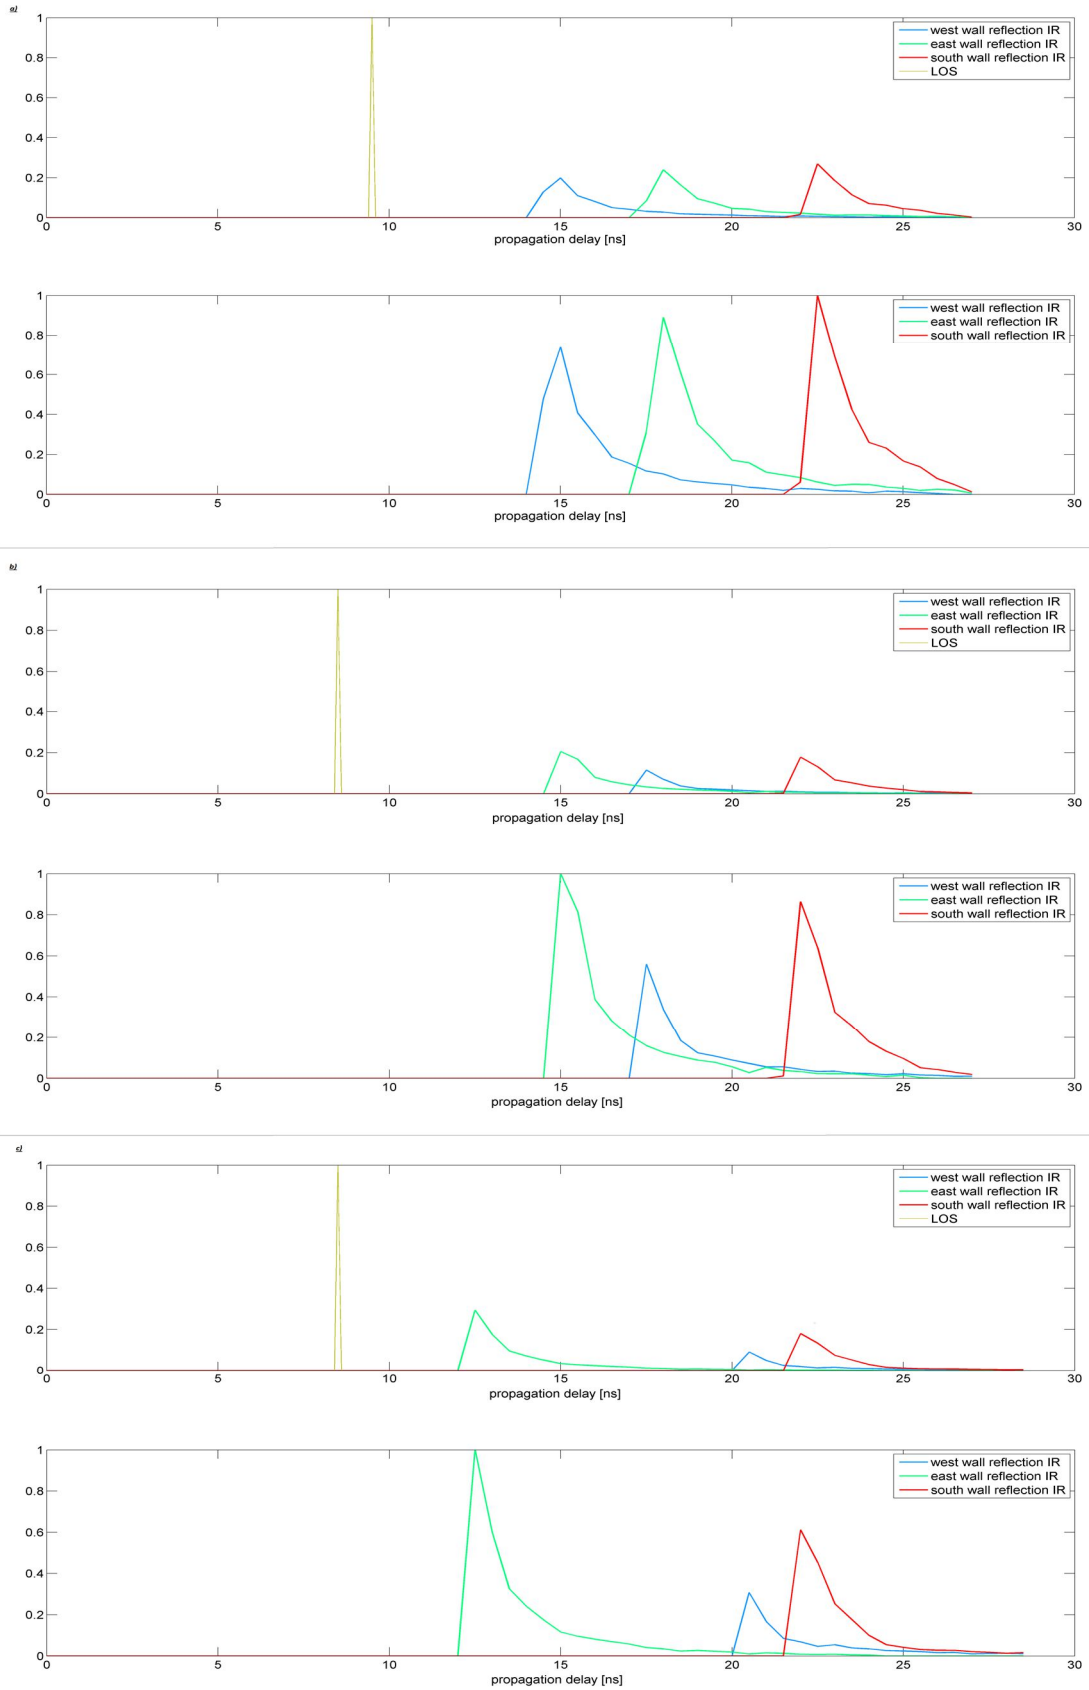 a)
1
0.8
0.6
0.4
0.2
0
0 5 10 15 20 25 30
propagation delay [ns]
west wall reflection IR
east wall reflection IR
south wall reflection IR
LOS
1
0.8
0.6
0.4
0.2
0
0 5 10 15 20 25 30
propagation delay [ns]
west wall reflection IR
east wall reflection IR
south wall reflection IR
b)
1
0.8
0.6
0.4
0.2
0
0 5 10 15 20 25 30
propagation delay [ns]
west wall reflection IR
east wall reflection IR
south wall reflection IR
LOS
1
0.8
0.6
0.4
0.2
0
0 5 10 15 20 25 30
propagation delay [ns]
west wall reflection IR
east wall reflection IR
south wall reflection IR
c)
1
0.8
0.6
0.4
0.2
0
0 5 10 15 20 25 30
propagation delay [ns]
west wall reflection IR
east wall reflection IR
south wall reflection IR
LOS
1
0.8
0.6
0.4
0.2
0
0 5 10 15 20 25 30
propagation delay [ns]
west wall reflection IR
east wall reflection IR
south wall reflection IR